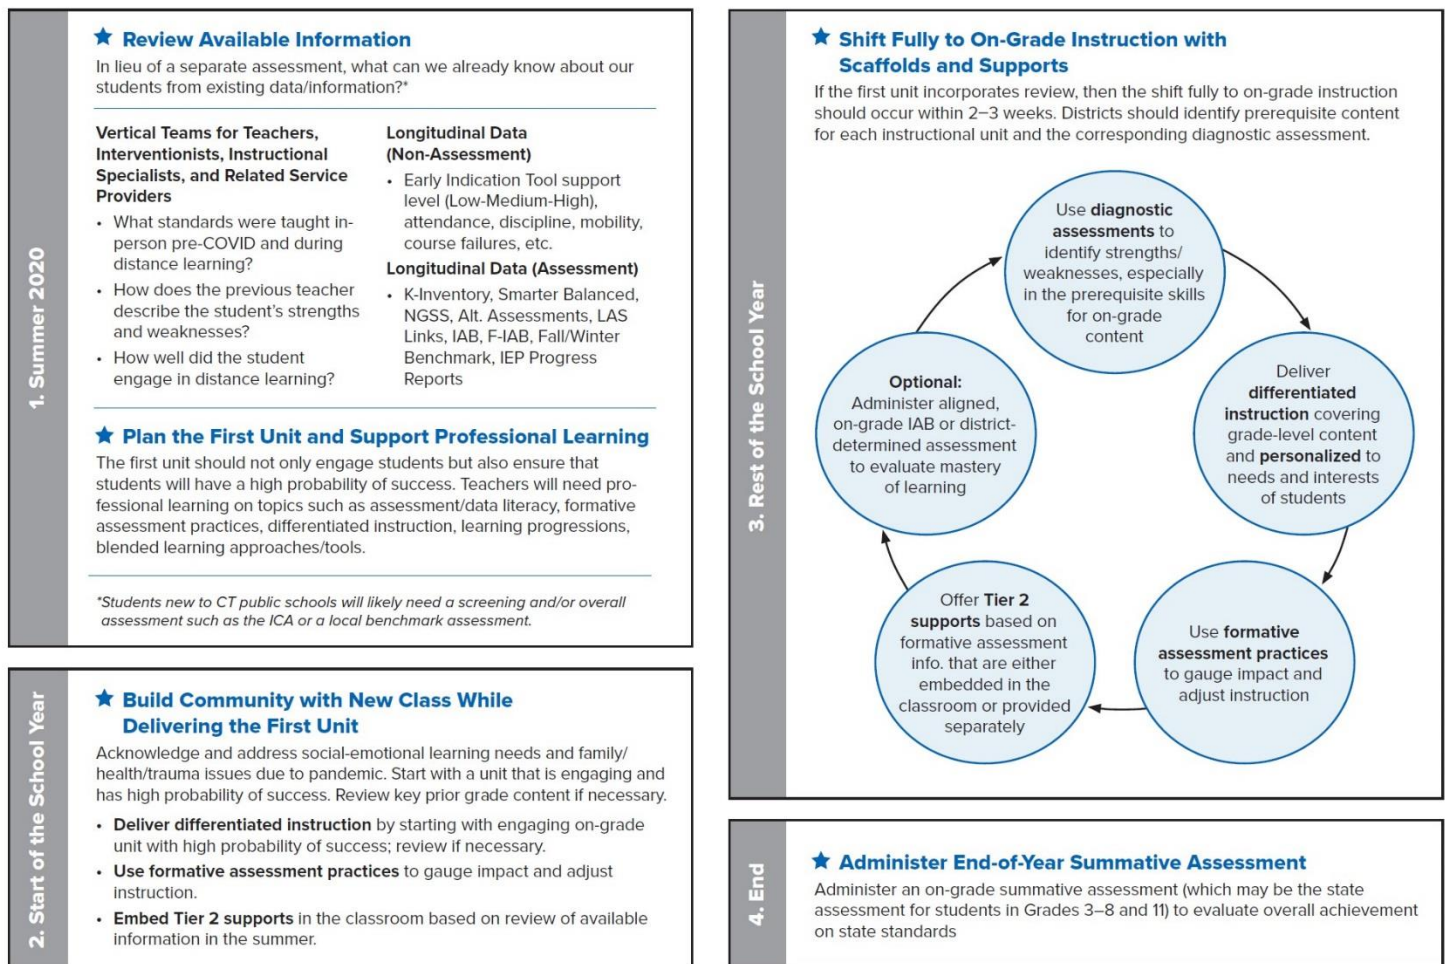 1. Summer 2020
★ Review Available Information
In lieu of a separate assessment, what can we already know about our
students from existing data/information?*
Vertical Teams for Teachers,
Interventionists, Instructional
Specialists, and Related Service
Providers
• What standards were taught in-
person pre-COVID and during
distance learning?
• How does the previous teacher
describe the student’s strengths
and weaknesses?
• How well did the student
engage in distance learning?
Longitudinal Data
(Non-Assessment)
• Early Indication Tool support
level (Low-Medium-High),
attendance, discipline, mobility,
course failures, etc.
Longitudinal Data (Assessment)
• K-Inventory, Smarter Balanced,
NGSS, Alt. Assessments, LAS
Links, IAB, F-IAB, Fall/Winter
Benchmark, IEP Progress
Reports
★ Plan the First Unit and Support Professional Learning
The first unit should not only engage students but also ensure that
students will have a high probability of success. Teachers will need pro-
fessional learning on topics such as assessment/data literacy, formative
assessment practices, differentiated instruction, learning progressions,
blended learning approaches/tools.
*Students new to CT public schools will likely need a screening and/or overall
assessment such as the ICA or a local benchmark assessment.
2. Start of the School Year
★ Build Community with New Class While
Delivering the First Unit
Acknowledge and address social-emotional learning needs and family/
health/trauma issues due to pandemic. Start with a unit that is engaging and
has high probability of success. Review key prior grade content if necessary.
• Deliver differentiated instruction by starting with engaging on-grade
unit with high probability of success; review if necessary.
• Use formative assessment practices to gauge impact and adjust
instruction.
• Embed Tier 2 supports in the classroom based on review of available
information in the summer.
3. Rest of the School Year
★ Shift Fully to On-Grade Instruction with
Scaffolds and Supports
If the first unit incorporates review, then the shift fully to on-grade instruction
should occur within 2–3 weeks. Districts should identify prerequisite content
for each instructional unit and the corresponding diagnostic assessment.
Use diagnostic
assessments to
identify strengths/
weaknesses, especially
in the prerequisite skills
for on-grade
content
Deliver
differentiated
instruction covering
grade-level content
and personalized to
needs and interests
of students
Use formative
assessment practices
to gauge impact and
adjust instruction
Offer Tier 2
supports based on
formative assessment
info. that are either
embedded in the
classroom or provided
separately
Optional:
Administer aligned,
on-grade IAB or district-
determined assessment
to evaluate mastery
of learning
4. End
★ Administer End-of-Year Summative Assessment
Administer an on-grade summative assessment (which may be the state
assessment for students in Grades 3–8 and 11) to evaluate overall achievement
on state standards